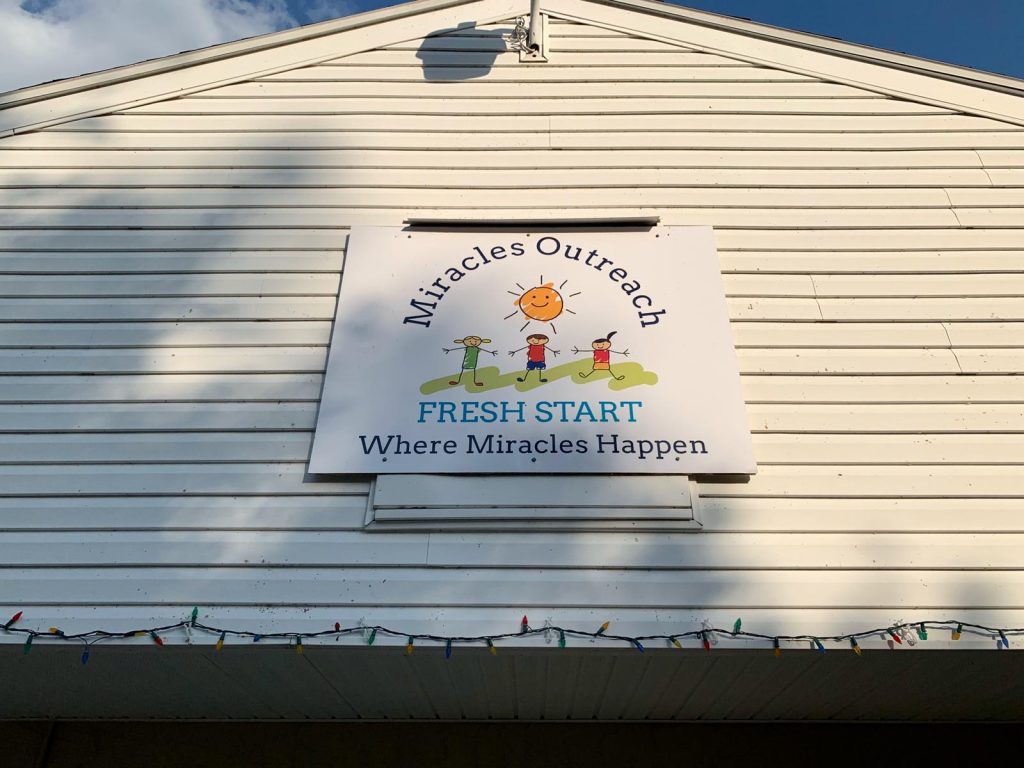 Miracles Outreach
FRESH START
Where Miracles Happen